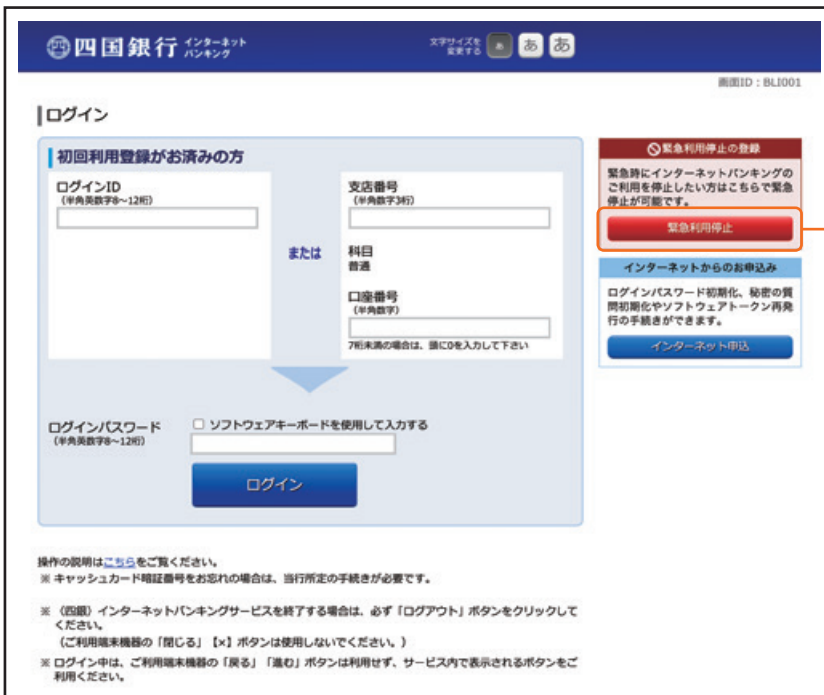 四国銀行 インターネット
バンキング
文字サイズを
変更する あ あ あ
画面ID：BLI001
ログイン
初回利用登録がお済みの方
ログインID
（半角英数字8～12桁）
または
支店番号
（半角数字3桁）
科目
普通
口座番号
（半角数字）
7桁未満の場合は、頭に0を入力して下さい
ログインパスワード
（半角英数字8～12桁）
ソフトウェアキーボードを使用して入力する
ログイン
緊急利用停止の登録
緊急時にインターネットバンキングの
ご利用を停止したい方はこちらで緊急
停止が可能です。
緊急利用停止
インターネットからのお申込み
ログインパスワード初期化、秘密の質
問初期化やソフトウェアトークン再発
行の手続きができます。
インターネット申込
操作の説明はこちらをご覧ください。
※ キャッシュカード暗証番号をお忘れの場合は、当行所定の手続きが必要です。
※ 〈四銀〉インターネットバンキングサービスを終了する場合は、必ず「ログアウト」ボタンをクリックして
ください。
（ご利用端末機器の「閉じる」【×】ボタンは使用しないでください。）
※ ログイン中は、ご利用端末機器の「戻る」「進む」ボタンは利用せず、サービス内で表示されるボタンをご
利用ください。